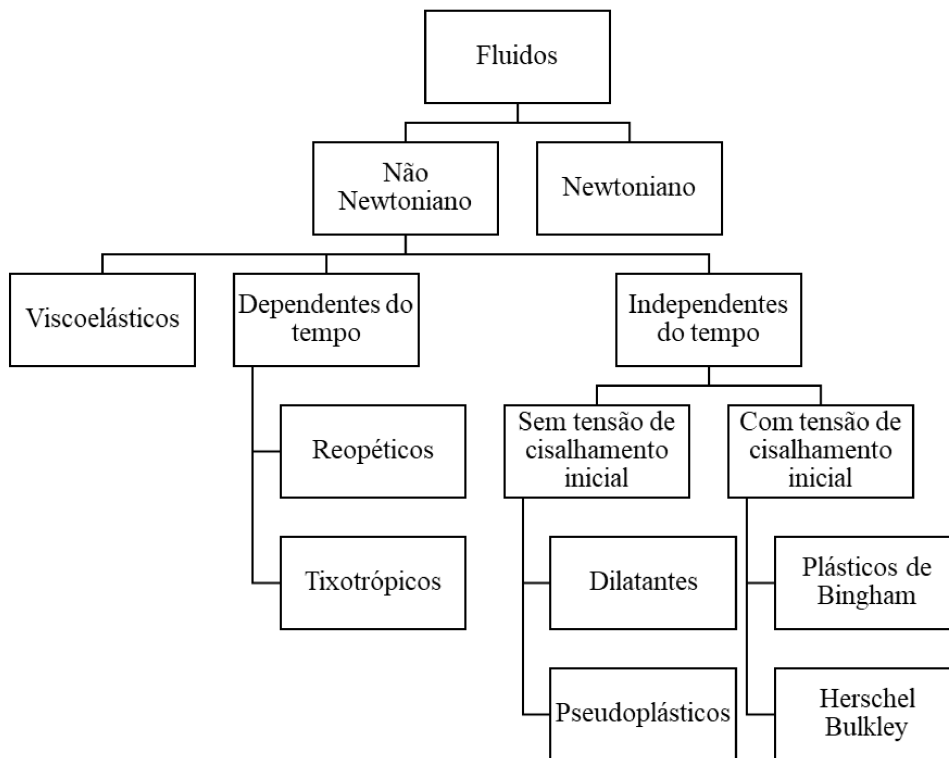 Fluidos
Não
Newtoniano
Newtoniano
Viscoelásticos
Dependentes do
tempo
Independentes
do tempo
Reopéticos
Tixotrópicos
Sem tensão de
cisalhamento
inicial
Com tensão de
cisalhamento
inicial
Dilatantes
Pseudoplásticos
Plásticos de
Bingham
Herschel
Bulkley